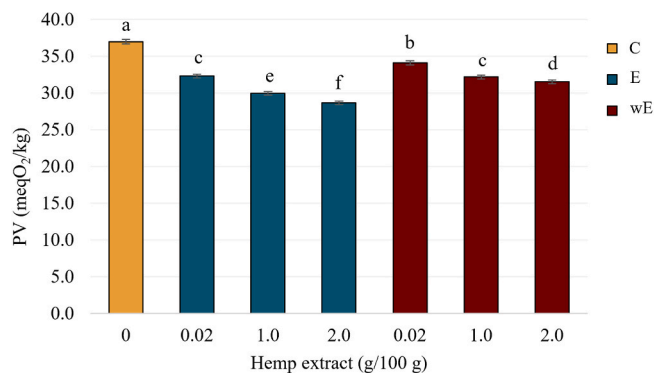 40.0
35.0
30.0
25.0
20.0
15.0
10.0
5.0
0.0
PV (meqO₂/kg)
a
c
e
f
b
c
d
C
E
wE
0 0.02 1.0 2.0 0.02 1.0 2.0
Hemp extract (g/100 g)